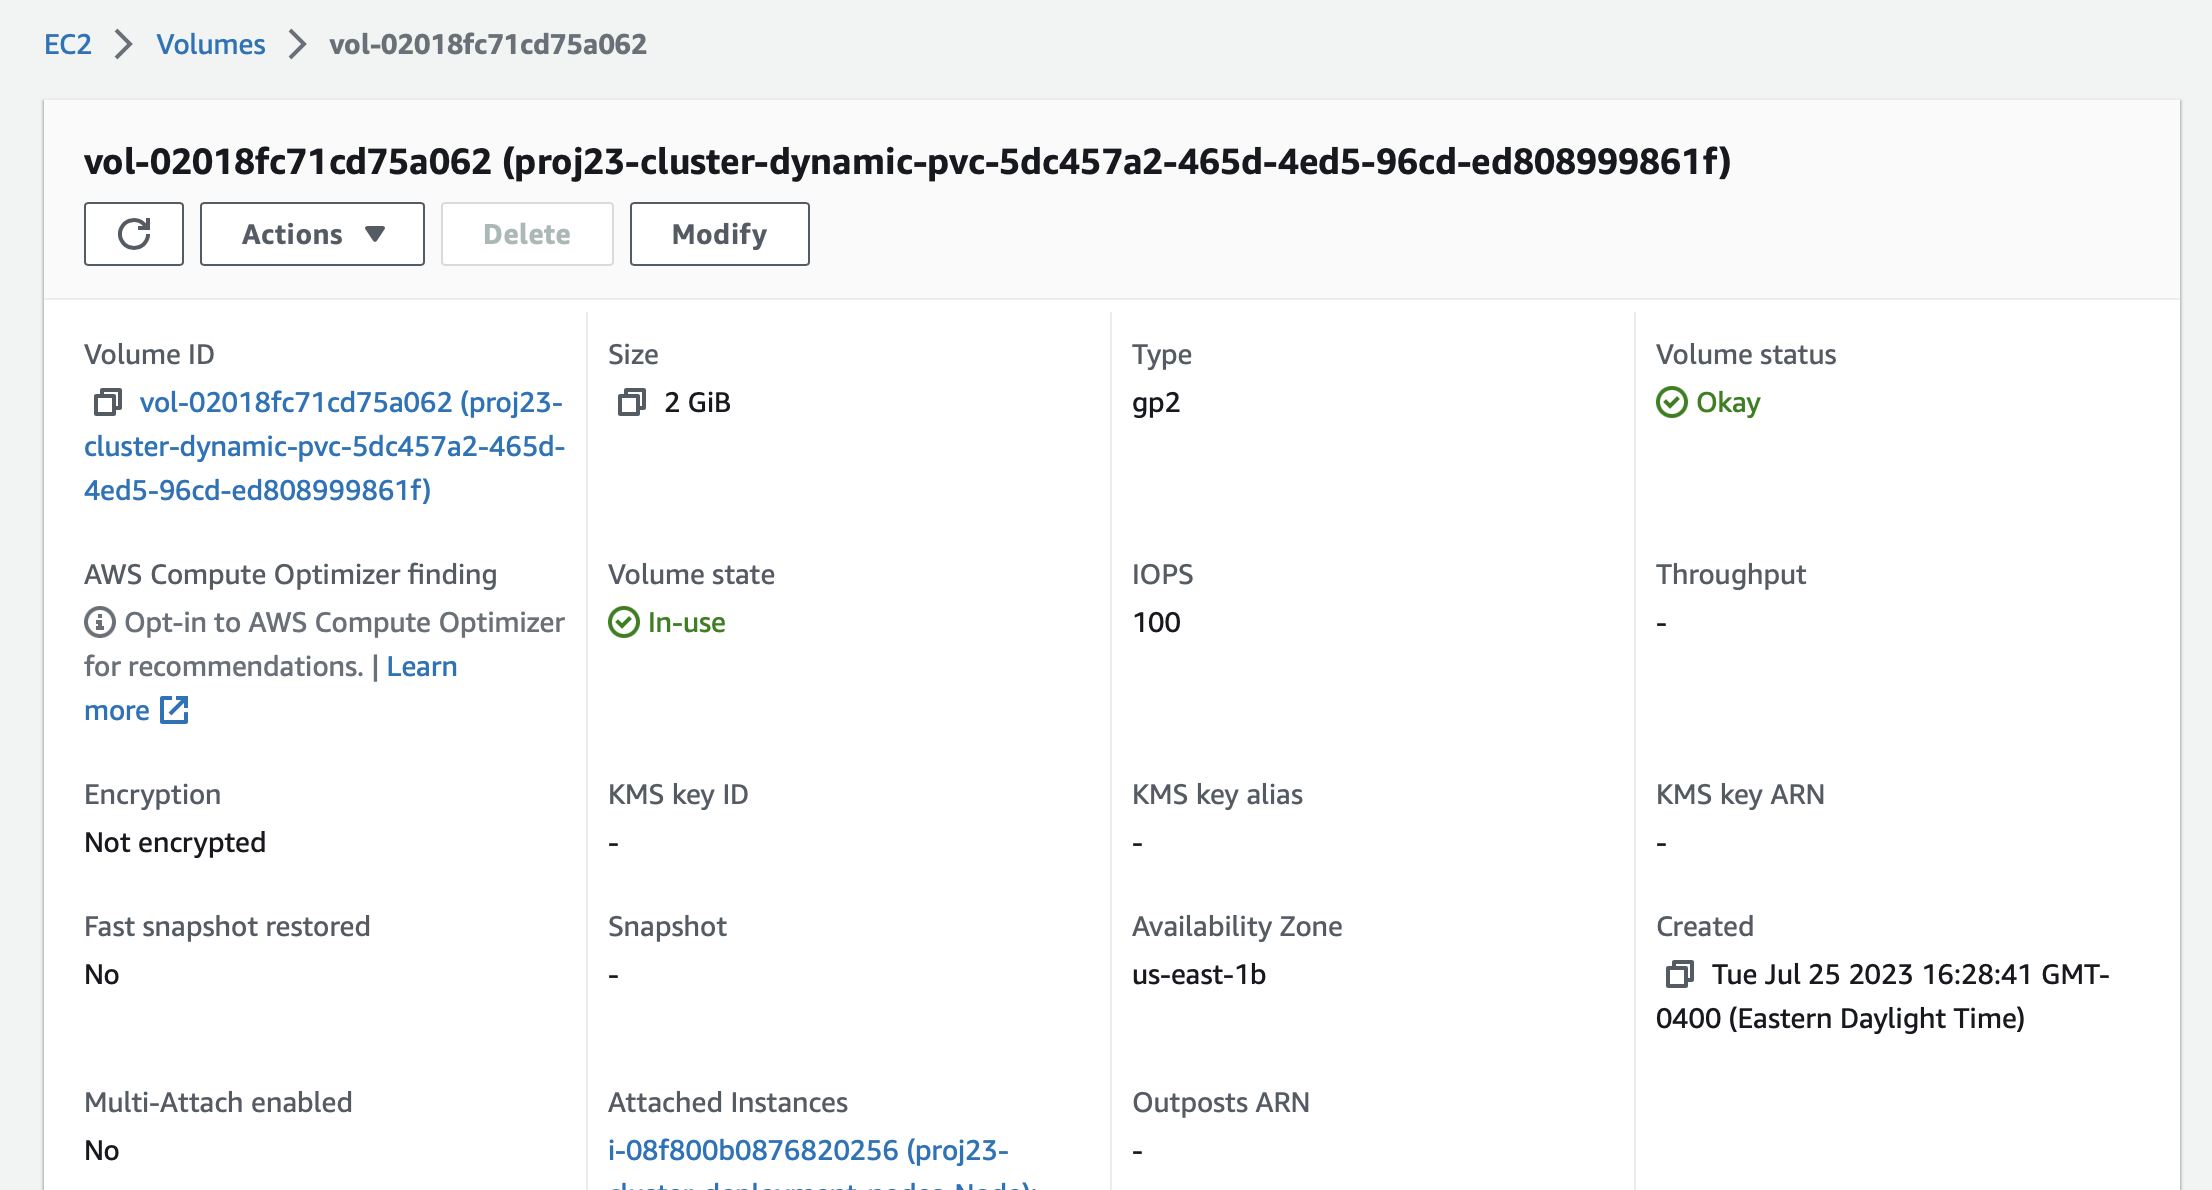 EC2 > Volumes > vol-02018fc71cd75a062
vol-02018fc71cd75a062 (proj23-cluster-dynamic-pvc-5dc457a2-465d-4ed5-96cd-ed808999861f)
Actions Delete Modify
Volume ID
vol-02018fc71cd75a062 (proj23-
cluster-dynamic-pvc-5dc457a2-465d-
4ed5-96cd-ed808999861f)
Size
2 GiB
Type
gp2
Volume status
Okay
AWS Compute Optimizer finding
Opt-in to AWS Compute Optimizer
for recommendations. | Learn
more
Volume state
In-use
IOPS
100
Throughput
-
Encryption
Not encrypted
KMS key ID
-
KMS key alias
-
KMS key ARN
-
Fast snapshot restored
No
Snapshot
-
Availability Zone
us-east-1b
Created
Tue Jul 25 2023 16:28:41 GMT-
0400 (Eastern Daylight Time)
Multi-Attach enabled
No
Attached Instances
i-08f800b0876820256 (proj23-
cluster-deployment-nodes-Node):
Outposts ARN
-